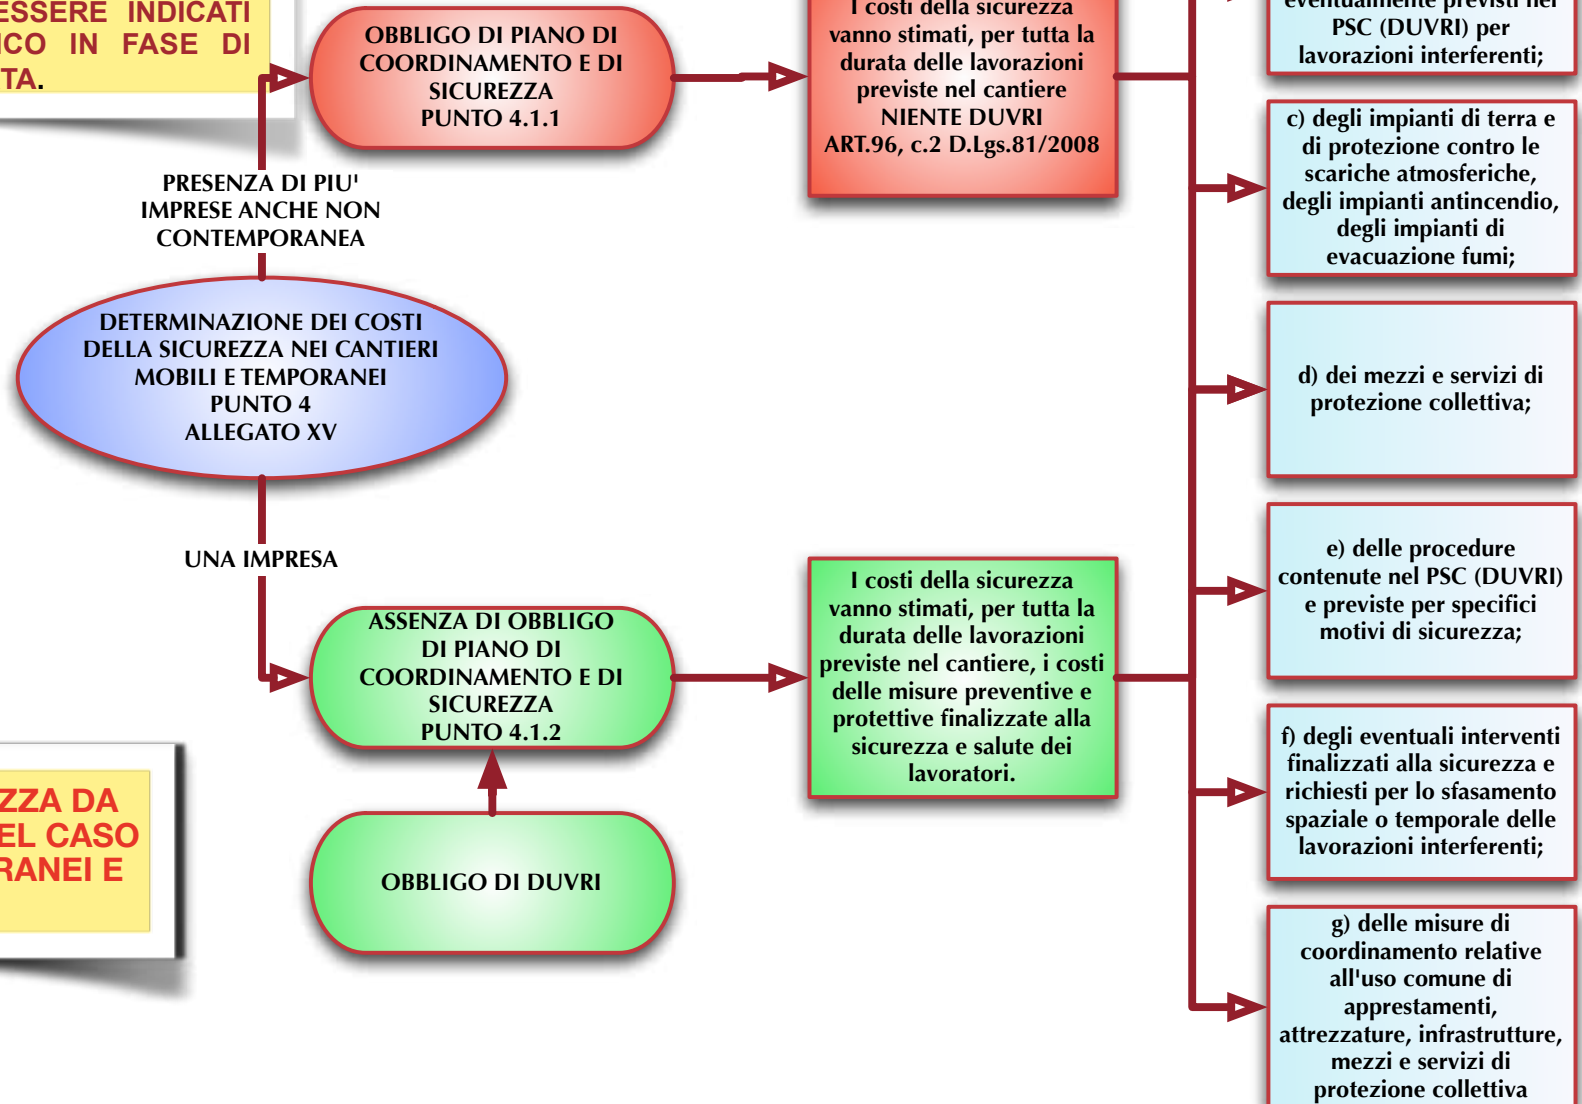 ESSERE INDICATI
ICO IN FASE DI
TA.
OBBLIGO DI PIANO DI
COORDINAMENTO E DI
SICUREZZA
PUNTO 4.1.1
I costi della sicurezza
vanno stimati, per tutta la
durata delle lavorazioni
previste nel cantiere
NIENTE DUVRI
ART.96, c.2 D.Lgs.81/2008
eventualmente previsti nel
PSC (DUVRI) per
lavorazioni interferenti;
c) degli impianti di terra e
di protezione contro le
scariche atmosferiche,
degli impianti antincendio,
degli impianti di
evacuazione fumi;
PRESENZA DI PIU'
IMPRESE ANCHE NON
CONTEMPORANEA
DETERMINAZIONE DEI COSTI
DELLA SICUREZZA NEI CANTIERI
MOBILI E TEMPORANEI
PUNTO 4
ALLEGATO XV
d) dei mezzi e servizi di
protezione collettiva;
UNA IMPRESA
e) delle procedure
contenute nel PSC (DUVRI)
e previste per specifici
motivi di sicurezza;
ASSENZA DI OBBLIGO
DI PIANO DI
COORDINAMENTO E DI
SICUREZZA
PUNTO 4.1.2
I costi della sicurezza
vanno stimati, per tutta la
durata delle lavorazioni
previste nel cantiere, i costi
delle misure preventive e
protettive finalizzate alla
sicurezza e salute dei
lavoratori.
f) degli eventuali interventi
finalizzati alla sicurezza e
richiesti per lo sfasamento
spaziale o temporale delle
lavorazioni interferenti;
ZZA DA
EL CASO
RANEI E
OBBLIGO DI DUVRI
g) delle misure di
coordinamento relative
all'uso comune di
apprestamenti,
attrezzature, infrastrutture,
mezzi e servizi di
protezione collettiva